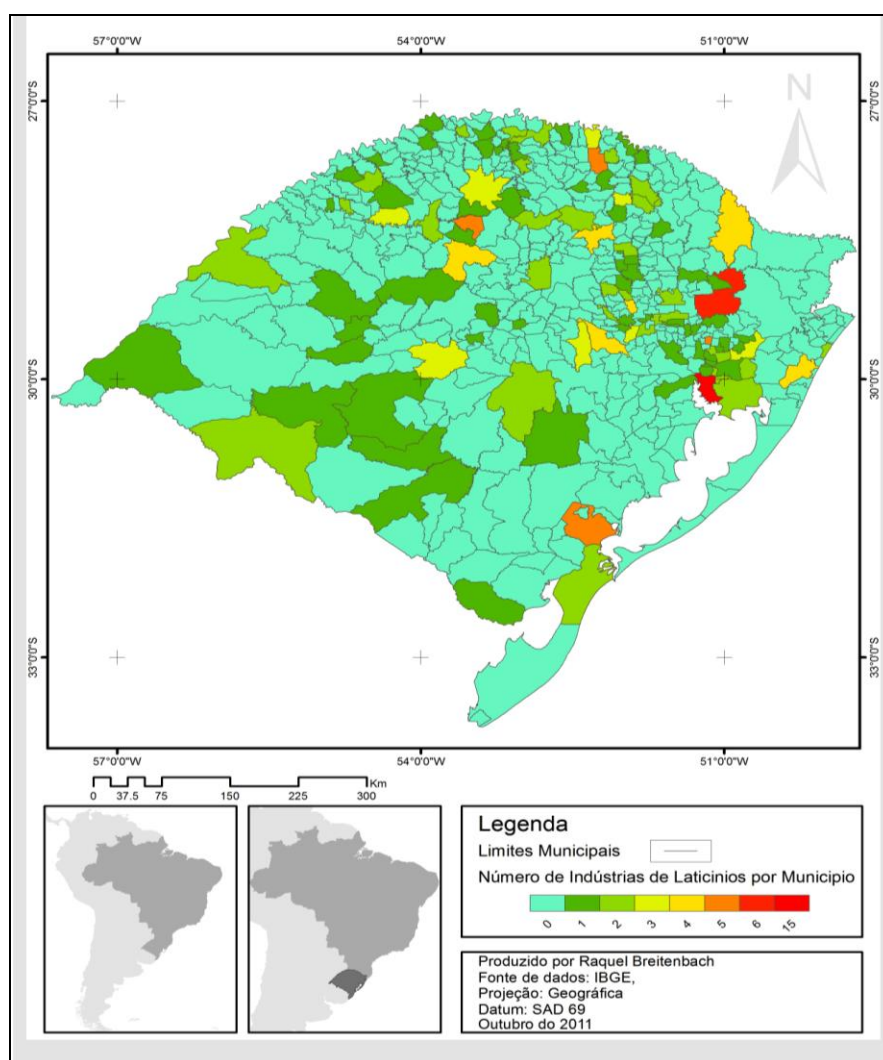 57°0'0"W 54°0'0"W 51°0'0"W
N
27°0'0"S 27°0'0"S
30°0'0"S 30°0'0"S
33°0'0"S 33°0'0"S
57°0'0"W 54°0'0"W 51°0'0"W
Km
0 37.5 75 150 225 300
Legenda
Limites Municipais
Número de Indústrias de Laticinios por Municipio
0 1 2 3 4 5 6 15
Produzido por Raquel Breitenbach
Fonte de dados: IBGE,
Projeção: Geográfica
Datum: SAD 69
Outubro do 2011